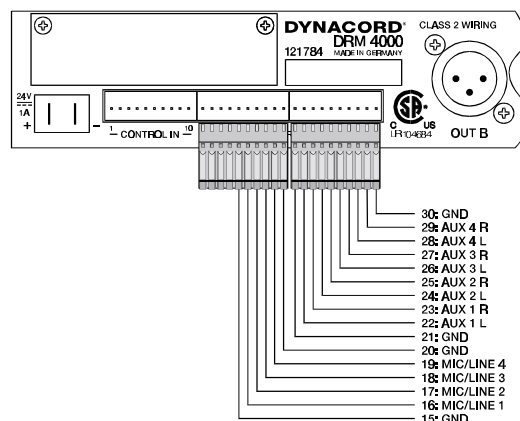 DYNACORD®
DRM 4000
121784 MADE IN GERMANY
CLASS 2 WIRING
24V
1A
+ -
1 CONTROL IN 10
C US
LR104684
OUT B
30: GND
29: AUX 4 R
28: AUX 4 L
27: AUX 3 R
26: AUX 3 L
25: AUX 2 R
24: AUX 2 L
23: AUX 1 R
22: AUX 1 L
21: GND
20: GND
19: MIC/LINE 4
18: MIC/LINE 3
17: MIC/LINE 2
16: MIC/LINE 1
15: GND